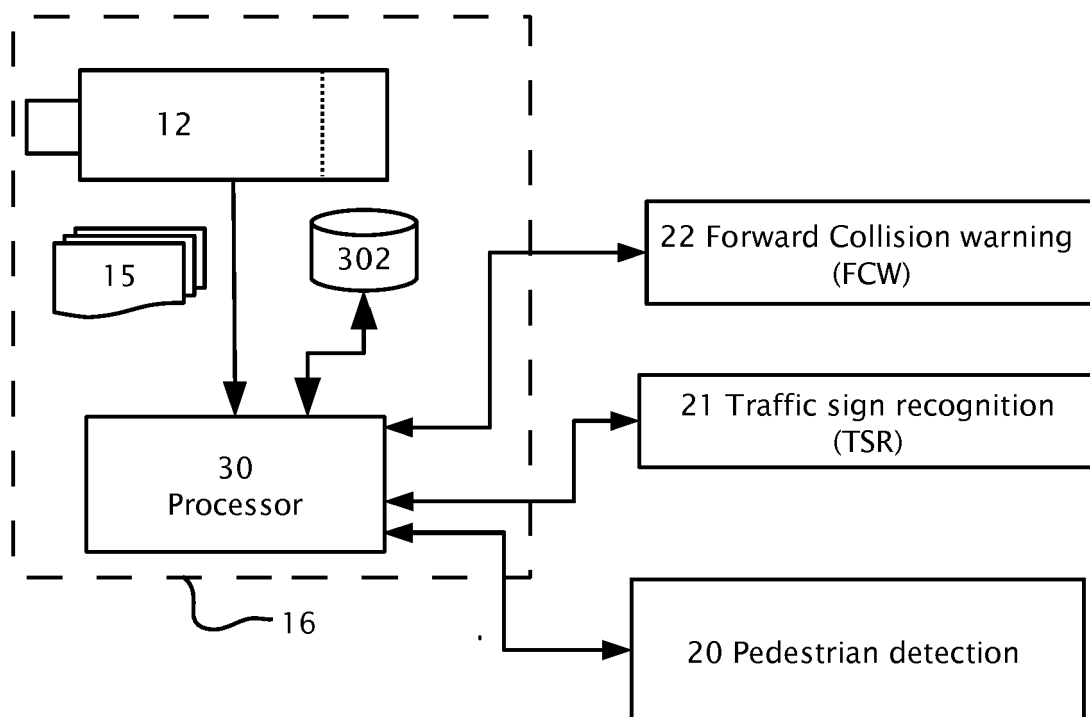 12
15
302
30
Processor
16
22 Forward Collision warning
(FCW)
21 Traffic sign recognition
(TSR)
20 Pedestrian detection